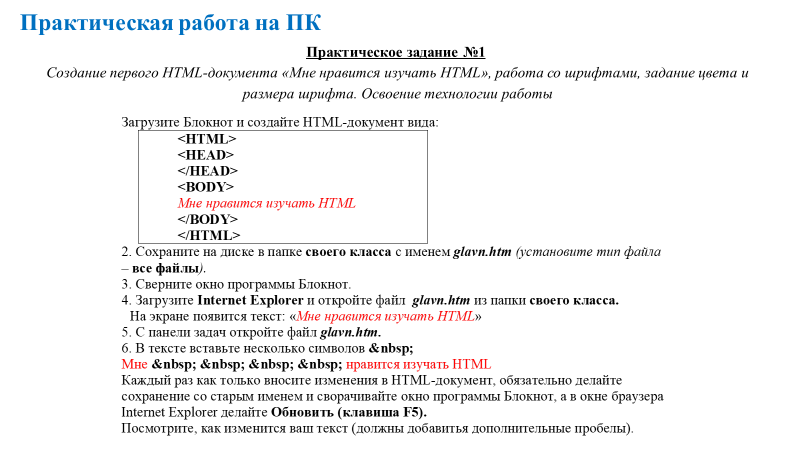 Практическая работа на ПК
Практическое задание №1
Создание первого HTML-документа «Мне нравится изучать HTML», работа со шрифтами, задание цвета и
размера шрифта. Освоение технологии работы
Загрузите Блокнот и создайте HTML-документ вида:
<HTML>
<HEAD>
</HEAD>
<BODY>
Мне нравится изучать HTML
</BODY>
</HTML>
2. Сохраните на диске в папке своего класса с именем glavn.htm (установите тип файла
– все файлы).
3. Сверните окно программы Блокнот.
4. Загрузите Internet Explorer и откройте файл glavn.htm из папки своего класса.
На экране появится текст: «Мне нравится изучать HTML»
5. С панели задач откройте файл glavn.htm.
6. В тексте вставьте несколько символов &nbsp;
Мне &nbsp; &nbsp; &nbsp; &nbsp; нравится изучать HTML
Каждый раз как только вносите изменения в HTML-документ, обязательно делайте
сохранение со старым именем и сворачивайте окно программы Блокнот, а в окне браузера
Internet Explorer делайте Обновить (клавиша F5).
Посмотрите, как изменится ваш текст (должны добавитья дополнительные пробелы).